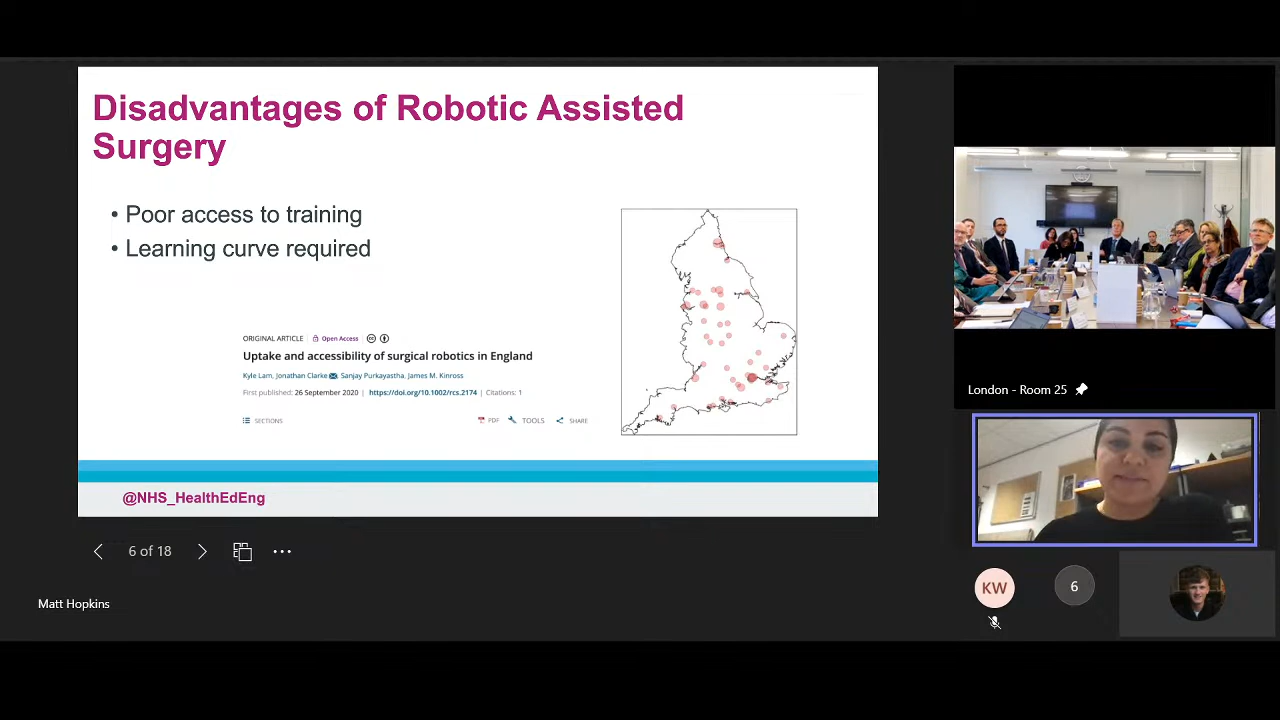 Disadvantages of Robotic Assisted
Surgery
• Poor access to training
• Learning curve required
ORIGINAL ARTICLE Open Access
Uptake and accessibility of surgical robotics in England
Kyle Lam, Jonathan Clarke, Sanjay Purkayastha, James M. Kinross
First published: 26 September 2020 | https://doi.org/10.1002/rcs.2174 | Citations: 1
SECTIONS PDF TOOLS SHARE
@NHS_HealthEdEng
6 of 18
Matt Hopkins
London - Room 25
KW
6